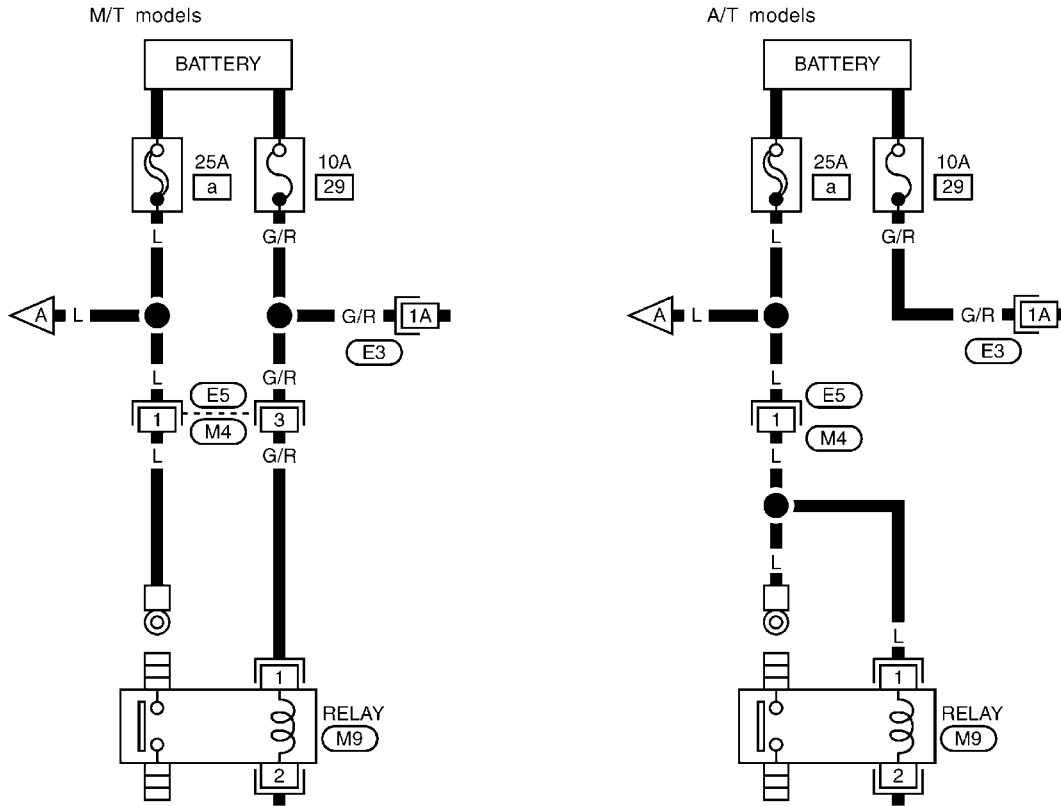 M/T models
BATTERY
25A
a
10A
29
L
G/R
A
L
G/R
1A
E3
L
G/R
E5
1
3
M4
L
G/R
1
RELAY
M9
2
A/T models
BATTERY
25A
a
10A
29
L
G/R
A
L
G/R
1A
E3
L
E5
1
M4
L
L
L
1
RELAY
M9
2